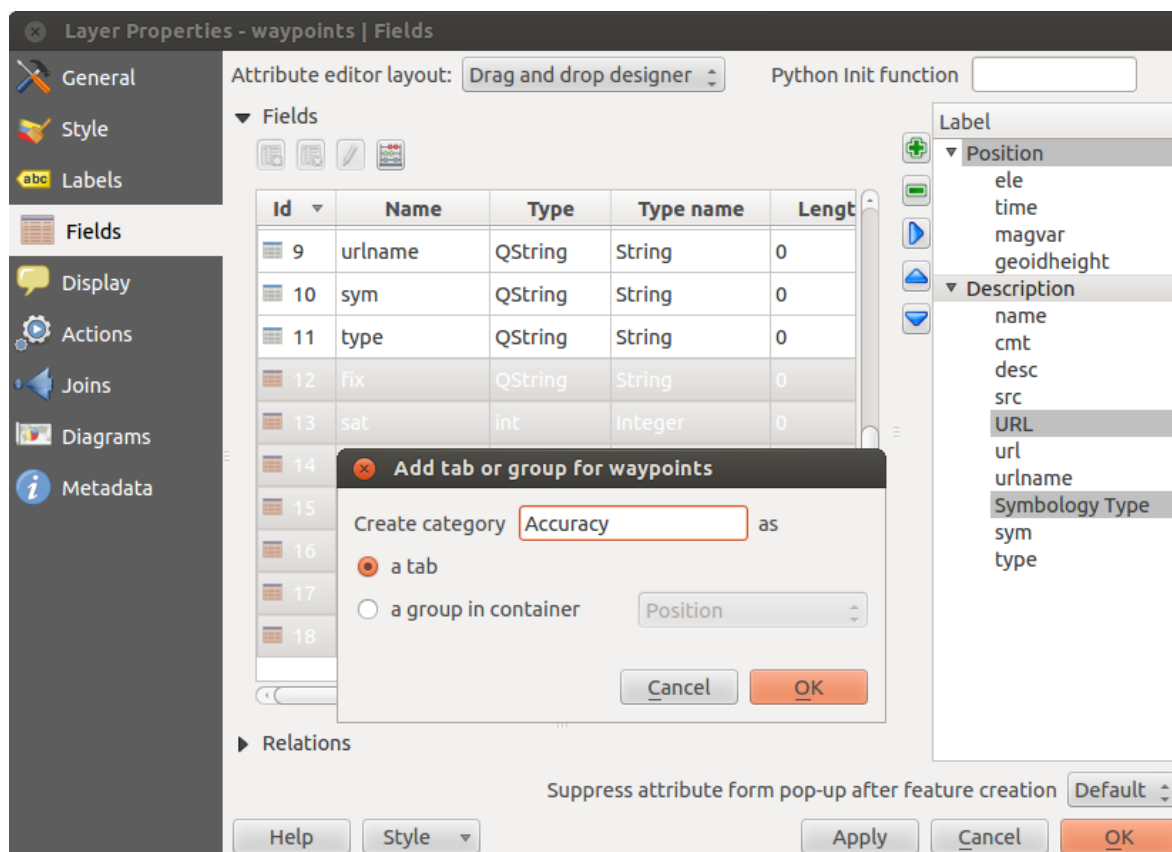 Layer Properties - waypoints | Fields
General
Style
abc Labels
Fields
Display
Actions
Joins
Diagrams
Metadata
Attribute editor layout: Drag and drop designer Python Init function
Fields
Id Name Type Type name Lengt
9 urlname QString String 0
10 sym QString String 0
11 type QString String 0
12 fix QString String 0
13 sat int Integer 0
14
15
16
17
18
Label
Position
ele
time
magvar
geoidheight
Description
name
cmt
desc
src
URL
url
urlname
Symbology Type
sym
type
Add tab or group for waypoints
Create category Accuracy as
a tab
a group in container Position
Cancel OK
Relations
Suppress attribute form pop-up after feature creation Default
Help Style Apply Cancel OK